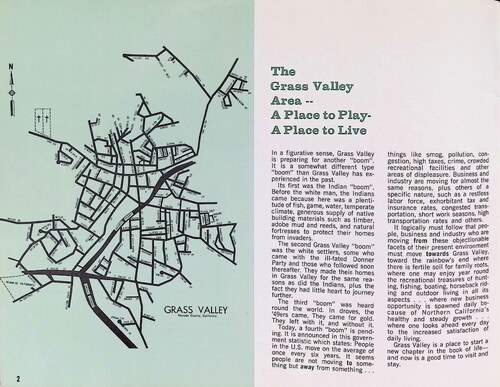 N
GRASS VALLEY
Nevada County, California
2
The
Grass Valley
Area --
A Place to Play-
A Place to Live
In a figurative sense, Grass Valley
is preparing for another "boom".
It is a somewhat different type
"boom" than Grass Valley has ex-
perienced in the past.
Its first was the Indian "boom".
Before the white man, the Indians
came because here was a plenti-
tude of fish, game, water, temperate
climate, generous supply of native
building materials such as timber,
adobe mud and reeds, and natural
fortresses to protect their homes
from invaders.
The second Grass Valley "boom"
was the white settlers, some who
came with the ill-fated Donner
Party and those who followed soon
thereafter. They made their homes
in Grass Valley for the same rea-
sons as did the Indians, plus the
fact they had little heart to journey
further.
The third "boom" was heard
round the world. In droves, the
'49ers came. They came for gold.
They left with it, and without it.
Today, a fourth "boom" is pend-
ing. It is announced in this govern-
ment statistic which states: People
in the U.S. move on the average of
once every six years. It seems
people are not moving to some-
thing but away from something ...
things like smog, pollution, con-
gestion, high taxes, crime, crowded
recreational facilities and other
areas of displeasure. Business and
industry are moving for almost the
same reasons, plus others of a
specific nature, such as a restless
labor force, exorbitant tax and
insurance rates, congested trans-
portation, short work seasons, high
transportation rates and others.
It logically must follow that peo-
ple, business and industry who are
moving from these objectionable
facets of their present environment
must move towards Grass Valley.
toward the rainbow's end where
there is fertile soil for family roots,
where one may enjoy year round
the recreational treasures of fish-
ing, hunting, boating, horseback rid-
ing and outdoor living in all its
aspects . . . where new business
opportunity is spawned daily be-
cause of Northern California's
healthy and steady growth . . .
where one looks ahead every day
to the increased satisfaction of
daily living.
Grass Valley is a place to start a
new chapter in the book of life—
and now is a good time to visit and
stay.